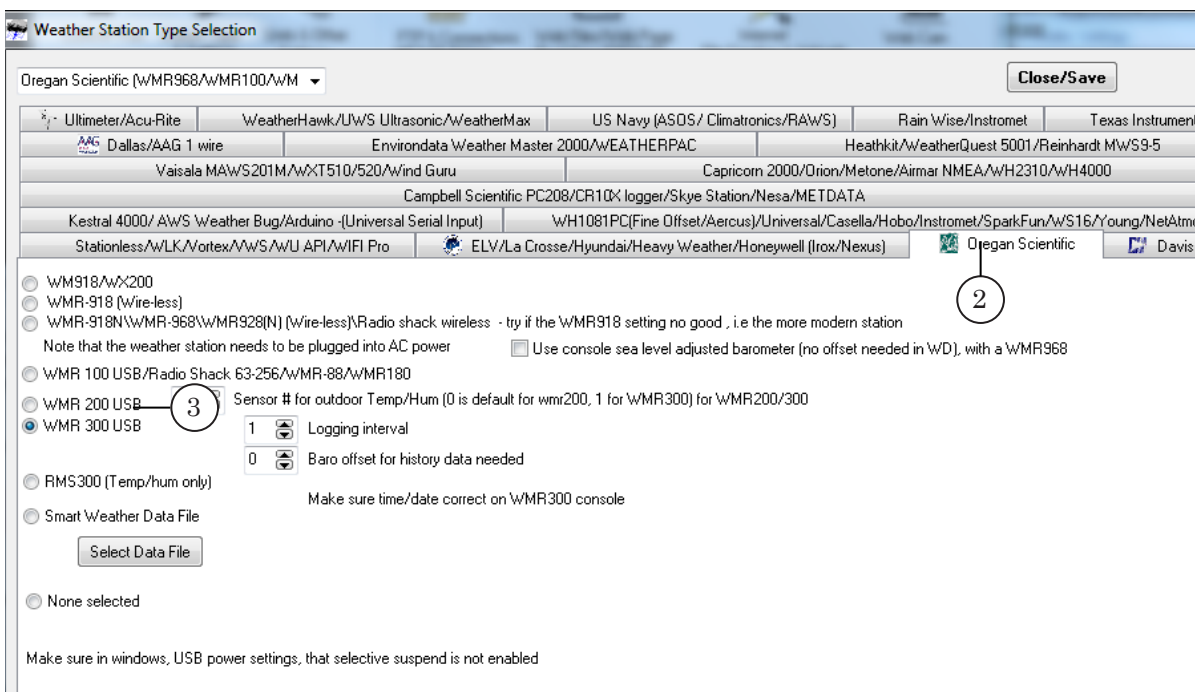 Weather Station Type Selection
Oregan Scientific (WMR968/WMR100/WM
Close/Save
Ultimeter/Acu-Rite WeatherHawk/UWS Ultrasonic/WeatherMax US Navy (ASOS/ Climatronics/RAWS) Rain Wise/Instromet Texas Instrument
AAG Dallas/AAG 1 wire Environdata Weather Master 2000/WEATHERPAC Heathkit/WeatherQuest 5001/Reinhardt MWS9-5
Vaisala MAWS201M/WXT510/520/Wind Guru Capricorn 2000/Orion/Metone/Airmar NMEA/WH2310/WH4000
Campbell Scientific PC208/CR10X logger/Skye Station/Nesa/METDATA
Kestral 4000/ AWS Weather Bug/Arduino -(Universal Serial Input) WH1081PC(Fine Offset/Aercus)/Universal/Casella/Hobo/Instromet/SparkFun/WS16/Young/NetAtmo
Stationless/WLK/Vortex/VWS/WU API/WIFI Pro ELV/La Crosse/Hyundai/Heavy Weather/Honeywell (Irox/Nexus) Oregan Scientific Davis
WM918/WX200
2
WMR-918 (Wire-less)
WMR-918N\WMR-968\WMR928(N) (Wire-less)\Radio shack wireless - try if the WMR918 setting no good , i.e the more modern station
Note that the weather station needs to be plugged into AC power Use console sea level adjusted barometer (no offset needed in WD), with a WMR968
WMR 100 USB/Radio Shack 63-256/WMR-88/WMR180
WMR 200 USB 3 Sensor # for outdoor Temp/Hum (0 is default for wmr200, 1 for WMR300) for WMR200/300
WMR 300 USB 1 Logging interval
0 Baro offset for history data needed
RMS300 (Temp/hum only)
Make sure time/date correct on WMR300 console
Smart Weather Data File
Select Data File
None selected
Make sure in windows, USB power settings, that selective suspend is not enabled